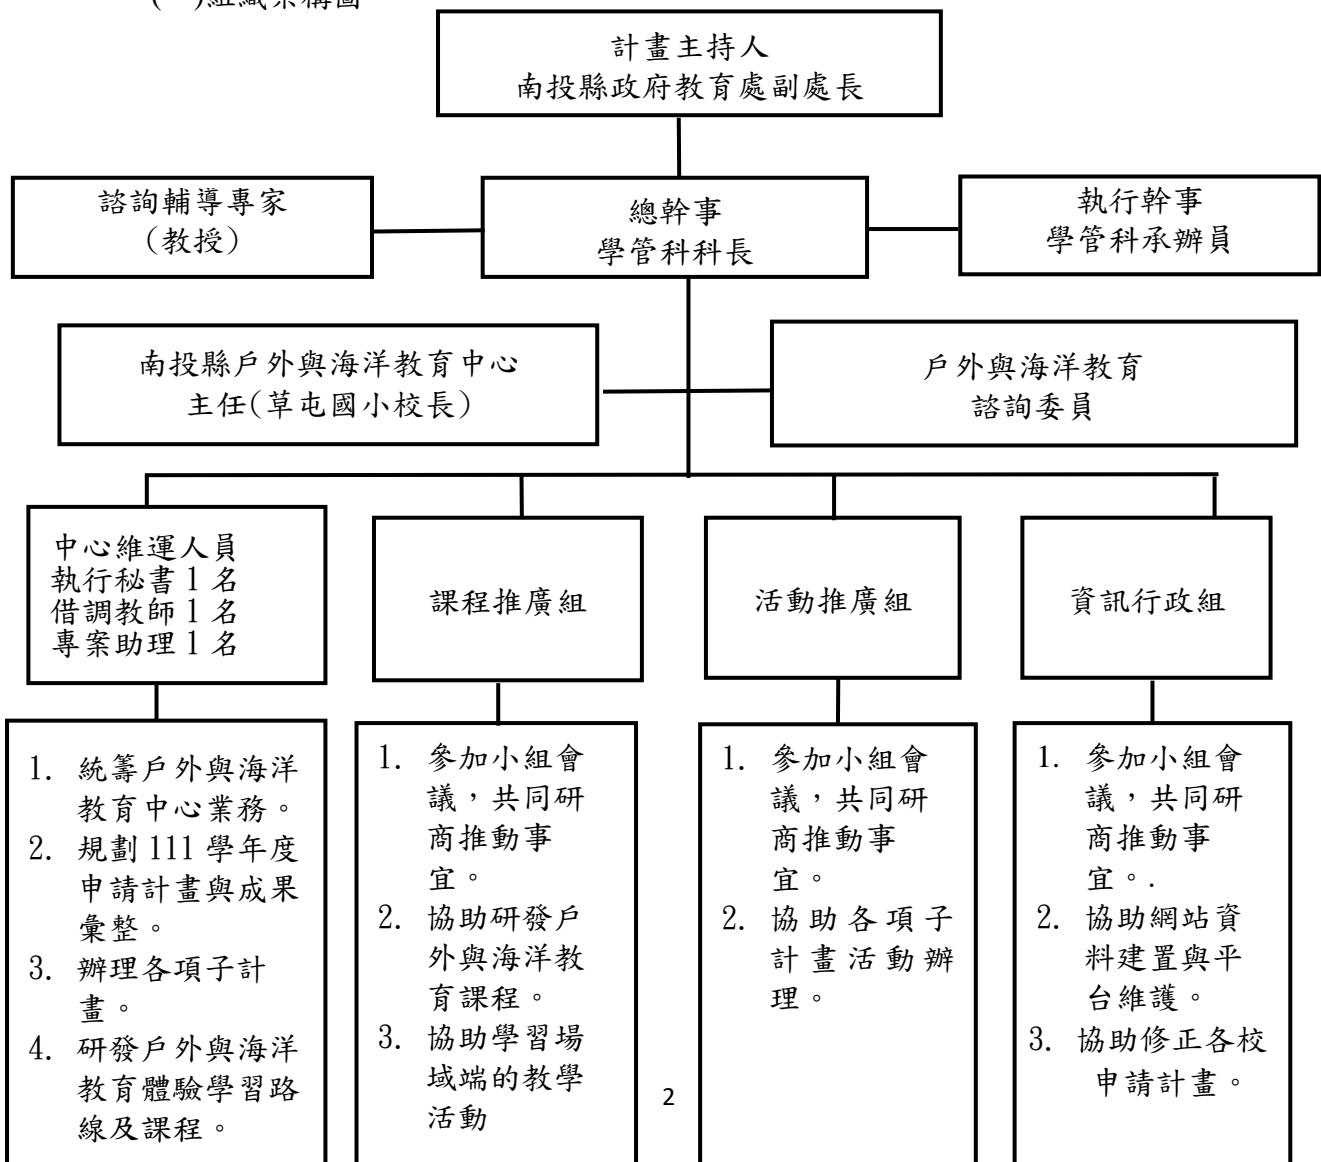 組織架構圖
計畫主持人
南投縣政府教育處副處長
諮詢輔導專家
(教授)
總幹事
學管科科長
執行幹事
學管科承辦員
南投縣戶外與海洋教育中心
主任(草屯國小校長)
戶外與海洋教育
諮詢委員
中心維運人員
執行秘書 1 名
借調教師 1 名
專案助理 1 名
課程推廣組
活動推廣組
資訊行政組
1. 統籌戶外與海洋
教育中心業務。
2. 規劃 111 學年度
申請計畫與成果
彙整。
3. 辦理各項子計
畫。
4. 研發戶外與海洋
教育體驗學習路
線及課程。
1. 參加小組會
議，共同研
商推動事
宜。
2. 協助研發戶
外與海洋教
育課程。
3. 協助學習場
域端的教學
活動
1. 參加小組會
議，共同研
商推動事
宜。
2. 協助各項子
計畫活動辦
理。
1. 參加小組會
議，共同研
商推動事
宜。.
2. 協助網站資
料建置與平
台維護。
3. 協助修正各校
申請計畫。
2